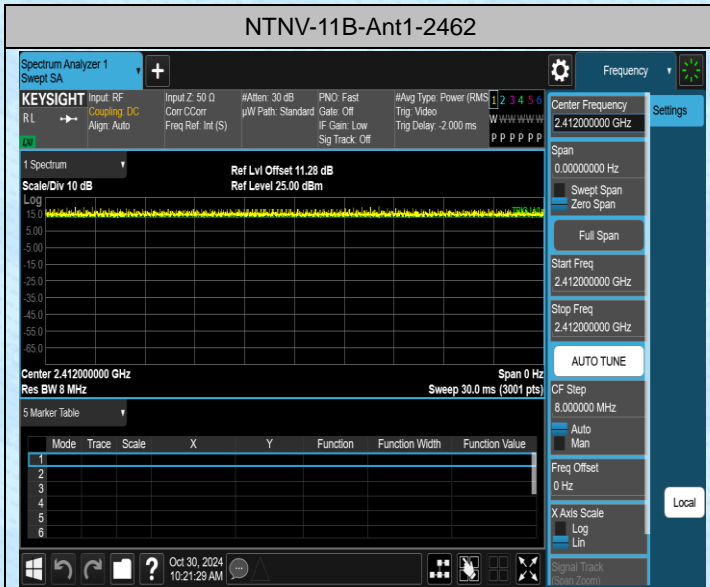 NTNV-11B-Ant1-2462
Spectrum Analyzer 1
Swept SA
Frequency
KEYSIGHT
RL
LXI
Input: RF
Coupling: DC
Align: Auto
Input Z: 50 Ω
Corr CCorr
Freq Ref: Int (S)
#Atten: 30 dB
µW Path: Standard
PNO: Fast
Gate: Off
IF Gain: Low
Sig Track: Off
#Avg Type: Power (RMS
Trig: Video
Trig Delay: -2.000 ms
1 2 3 4 5 6
W W W W W W
P P P P P P
1 Spectrum
Scale/Div 10 dB
Ref Lvl Offset 11.28 dB
Ref Level 25.00 dBm
Log
15.0
5.00
-5.00
-15.0
-25.0
-35.0
-45.0
-55.0
-65.0
Center 2.412000000 GHz
Res BW 8 MHz
Span 0 Hz
Sweep 30.0 ms (3001 pts)
5 Marker Table
Mode Trace Scale X Y Function Function Width Function Value
1
2
3
4
5
6
Center Frequency
2.412000000 GHz
Span
0.00000000 Hz
Swept Span
Zero Span
Full Span
Start Freq
2.412000000 GHz
Stop Freq
2.412000000 GHz
AUTO TUNE
CF Step
8.000000 MHz
Auto
Man
Freq Offset
0 Hz
X Axis Scale
Log
Lin
Signal Track
(Span Zoom)
Settings
Local
?
Oct 30, 2024
10:21:29 AM